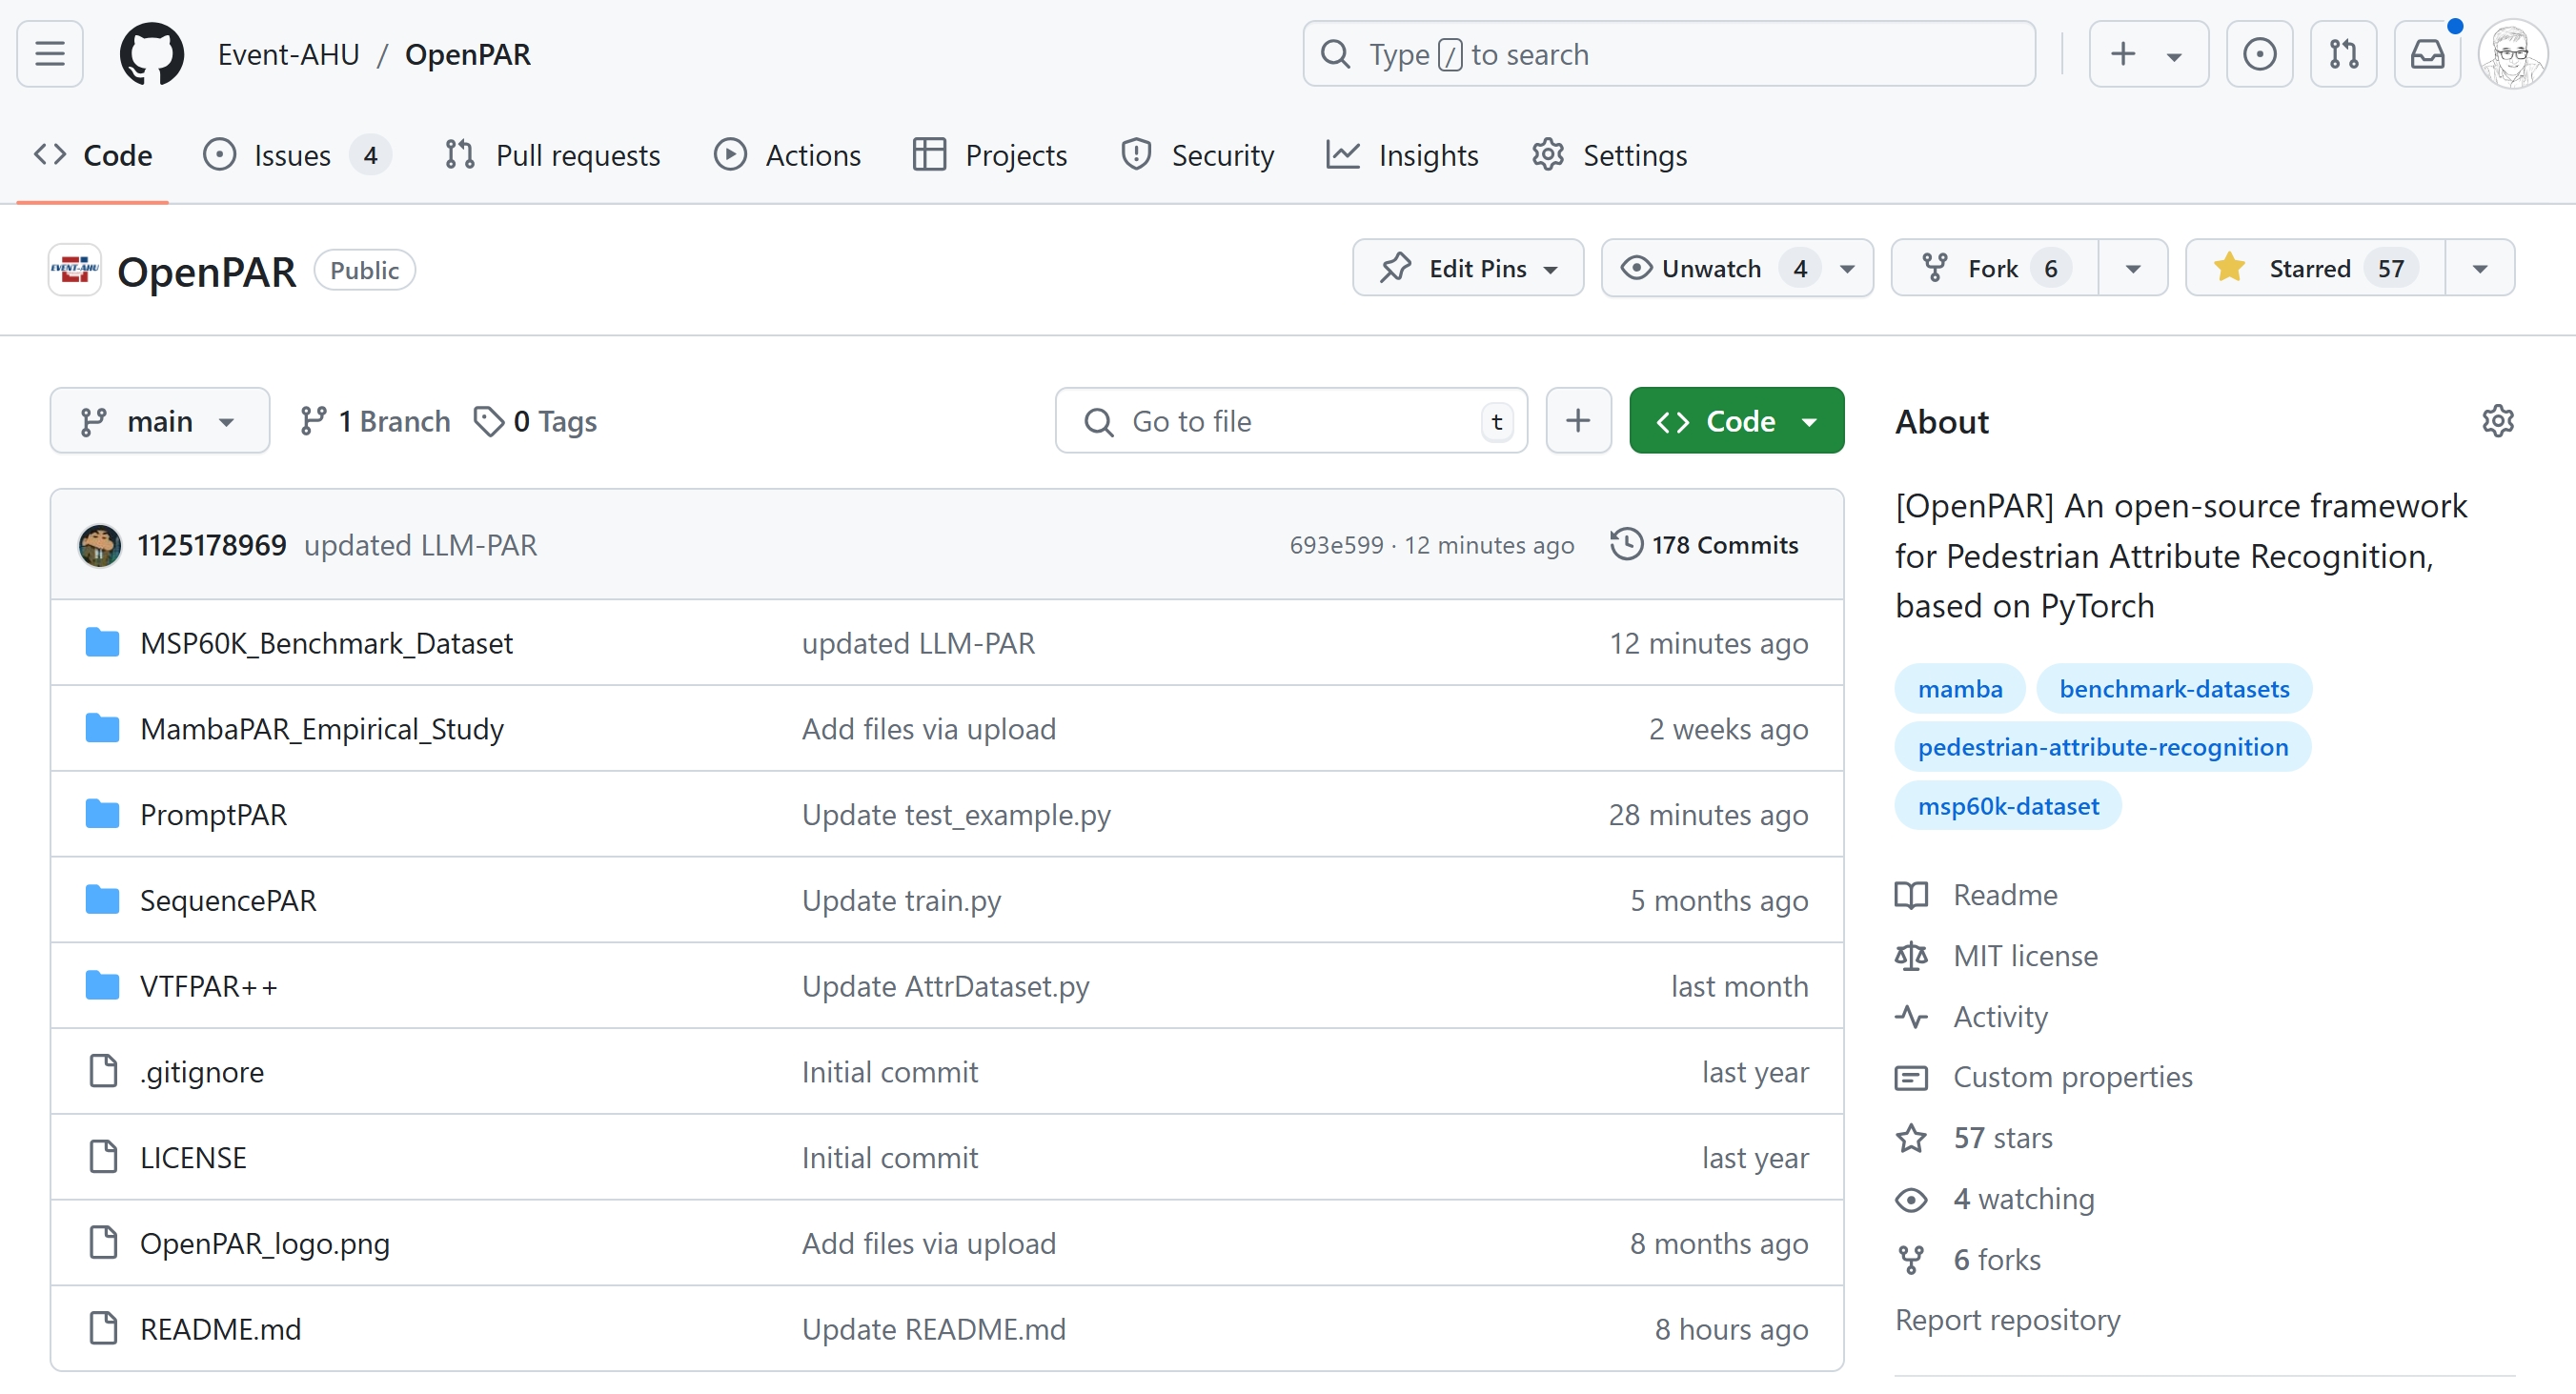 Event-AHU / OpenPAR
Type / to search
Code
Issues 4
Pull requests
Actions
Projects
Security
Insights
Settings
EVENT-AHU
OpenPAR Public
Edit Pins
Unwatch 4
Fork 6
Starred 57
main
1 Branch
0 Tags
Go to file t
Code
1125178969 updated LLM-PAR 693e599 · 12 minutes ago 178 Commits
MSP60K_Benchmark_Dataset updated LLM-PAR 12 minutes ago
MambaPAR_Empirical_Study Add files via upload 2 weeks ago
PromptPAR Update test_example.py 28 minutes ago
SequencePAR Update train.py 5 months ago
VTFPAR++ Update AttrDataset.py last month
.gitignore Initial commit last year
LICENSE Initial commit last year
OpenPAR_logo.png Add files via upload 8 months ago
README.md Update README.md 8 hours ago
About
[OpenPAR] An open-source framework
for Pedestrian Attribute Recognition,
based on PyTorch
mamba benchmark-datasets
pedestrian-attribute-recognition
msp60k-dataset
Readme
MIT license
Activity
Custom properties
57 stars
4 watching
6 forks
Report repository